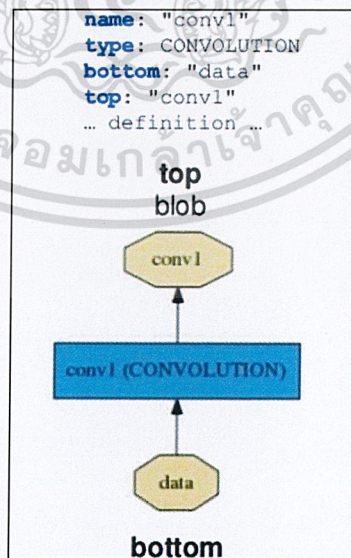 name: "conv1"
type: CONVOLUTION
bottom: "data"
top: "conv1"
… definition …
top
blob
conv1
conv1 (CONVOLUTION)
data
bottom